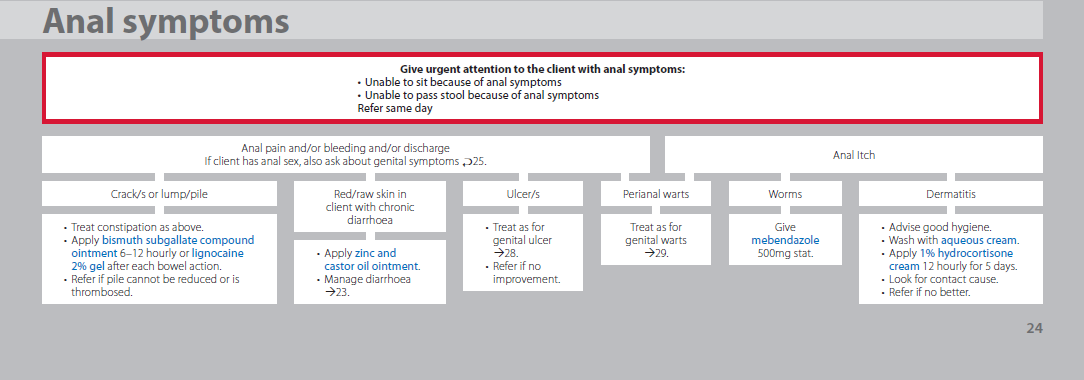 Anal symptoms
Give urgent attention to the client with anal symptoms:
• Unable to sit because of anal symptoms
• Unable to pass stool because of anal symptoms
Refer same day
Anal pain and/or bleeding and/or discharge
If client has anal sex, also ask about genital symptoms ⮌25.
Anal Itch
Crack/s or lump/pile
Red/raw skin in
client with chronic
diarrhoea
Ulcer/s
Perianal warts
Worms
Dermatitis
• Treat constipation as above.
• Apply bismuth subgallate compound
ointment 6–12 hourly or lignocaine
2% gel after each bowel action.
• Refer if pile cannot be reduced or is
thrombosed.
• Apply zinc and
castor oil ointment.
• Manage diarrhoea
→23.
• Treat as for
genital ulcer
→28.
• Refer if no
improvement.
Treat as for
genital warts
→29.
Give
mebendazole
500mg stat.
• Advise good hygiene.
• Wash with aqueous cream.
• Apply 1% hydrocortisone
cream 12 hourly for 5 days.
• Look for contact cause.
• Refer if no better.
24